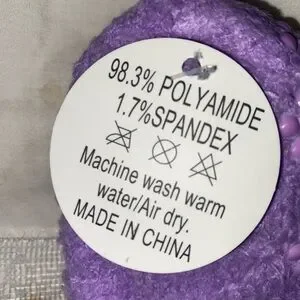 98.3% POLYAMIDE
1.7%SPANDEX
Machine wash warm
water/Air dry.
MADE IN CHINA